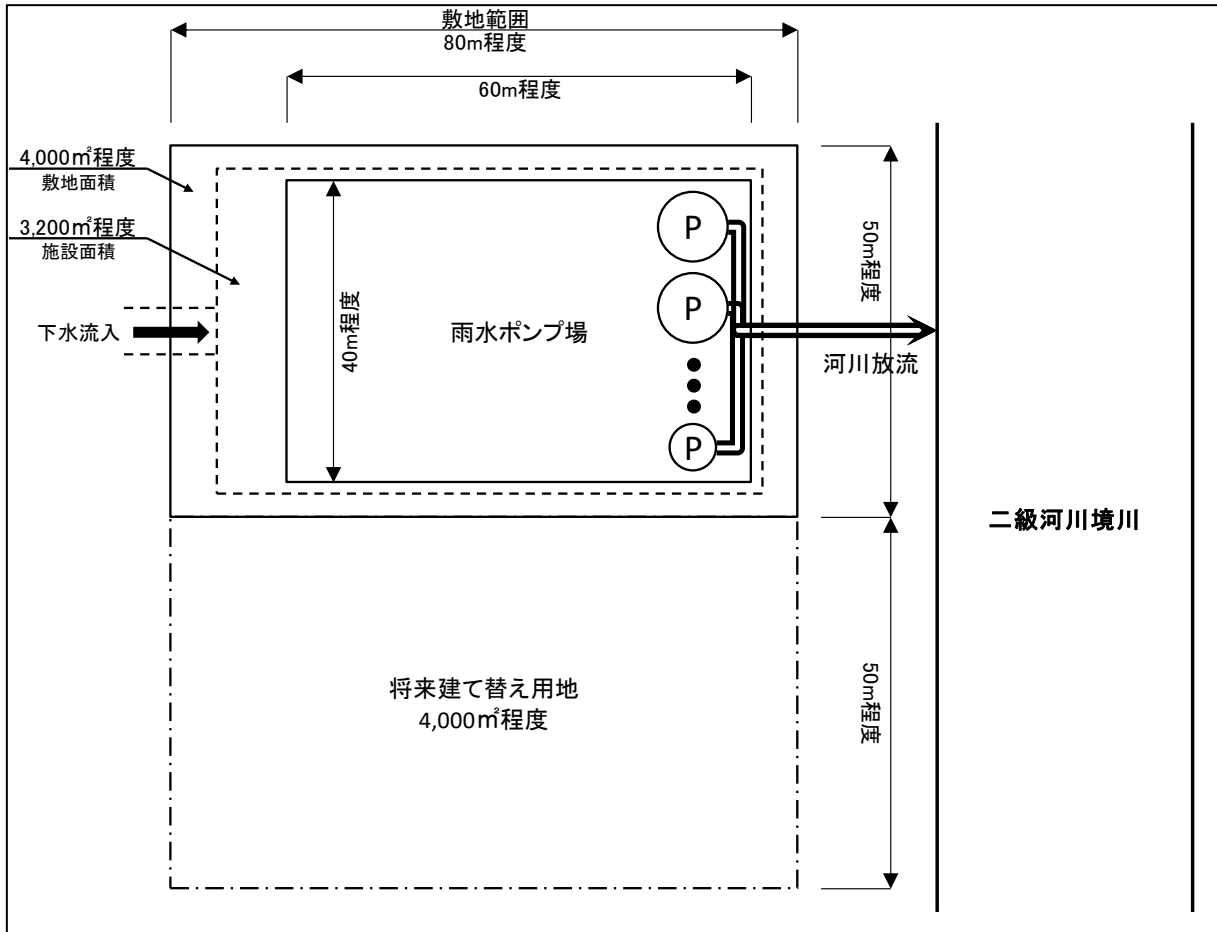 敷地範囲
80m程度
60m程度
4,000㎡程度
敷地面積
3,200㎡程度
施設面積
下水流入
40m程度
雨水ポンプ場
P
P
P
50m程度
河川放流
二級河川境川
将来建て替え用地
4,000㎡程度
50m程度